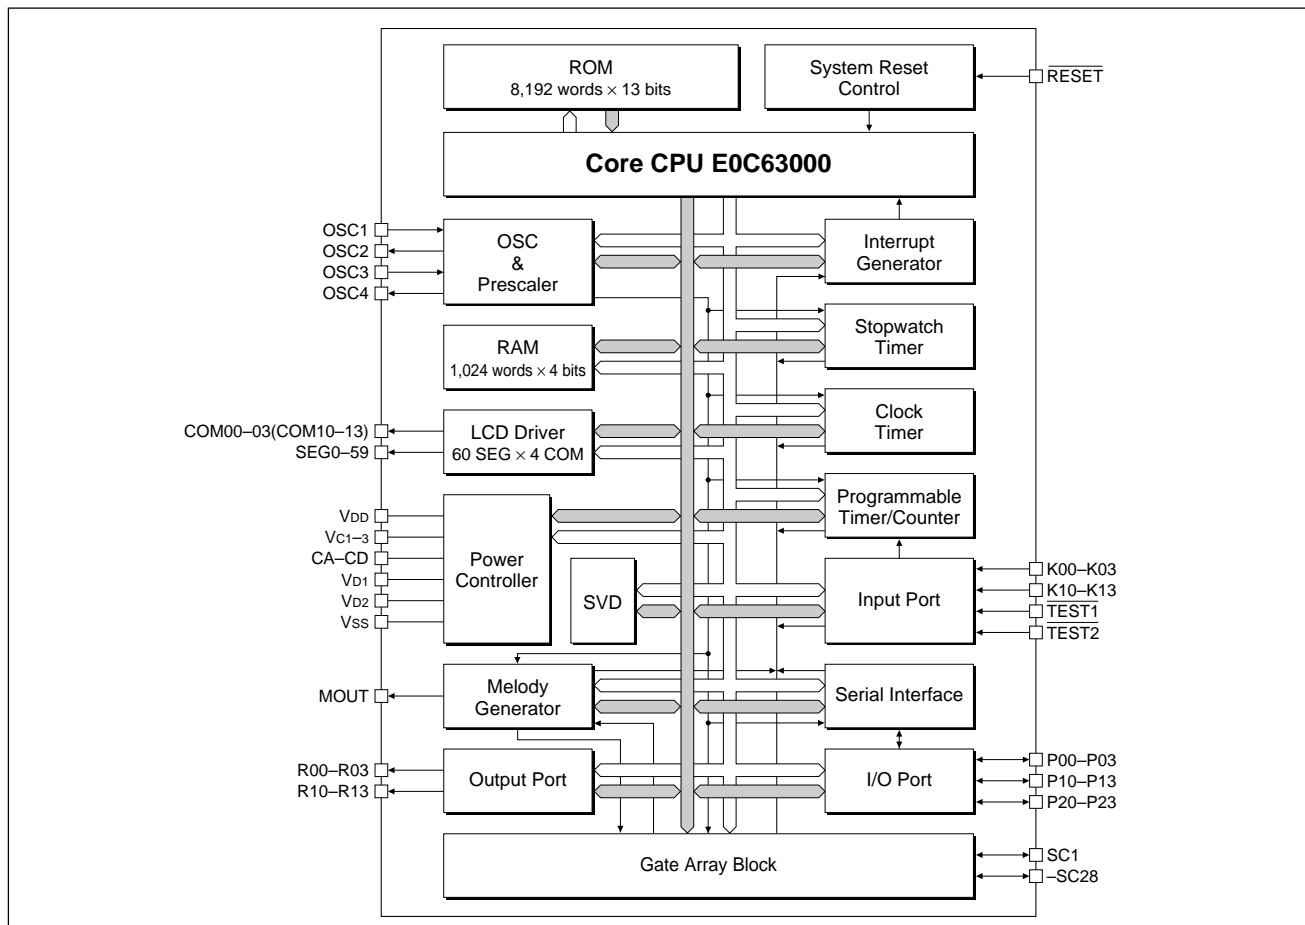 ROM
8,192 words × 13 bits
System Reset
Control
RESET
Core CPU E0C63000
OSC1
OSC2
OSC3
OSC4
OSC
&
Prescaler
Interrupt
Generator
RAM
1,024 words × 4 bits
Stopwatch
Timer
COM00–03(COM10–13)
SEG0–59
LCD Driver
60 SEG × 4 COM
Clock
Timer
VDD
VC1–3
CA–CD
VD1
VD2
VSS
Power
Controller
Programmable
Timer/Counter
SVD
Input Port
K00–K03
K10–K13
TEST1
TEST2
MOUT
Melody
Generator
Serial Interface
R00–R03
R10–R13
Output Port
I/O Port
P00–P03
P10–P13
P20–P23
Gate Array Block
SC1
–SC28